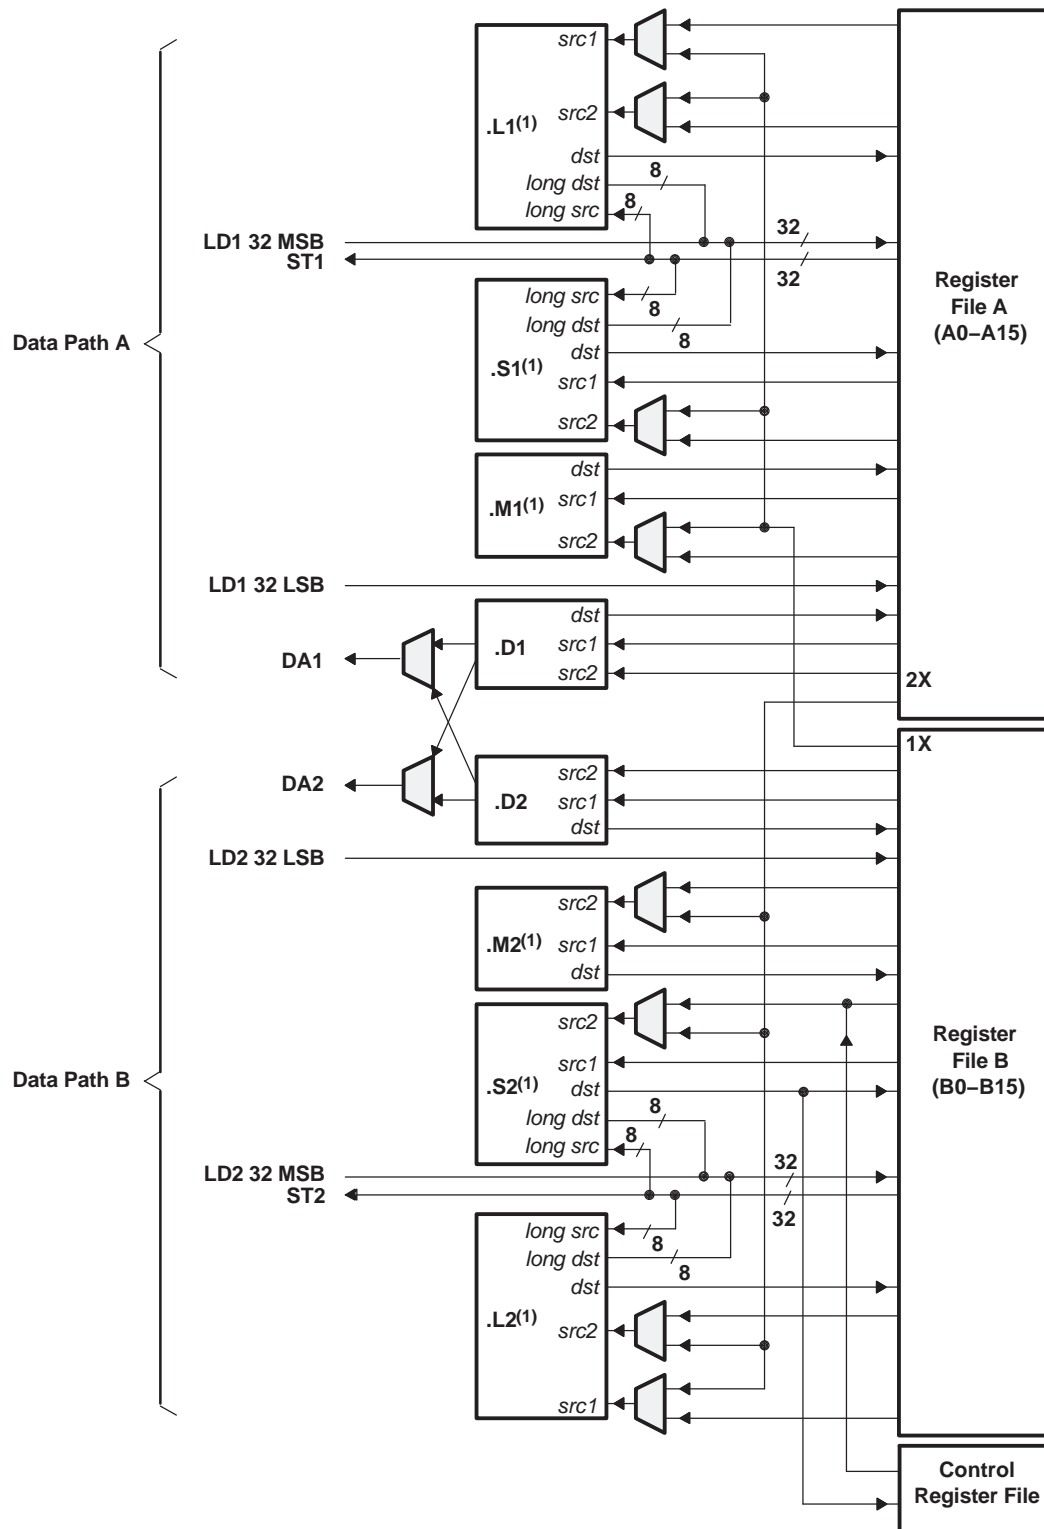 src1
src2
.L1(1)
dst
8
long dst
8
long src
32
LD1 32 MSB
ST1
32
long src
8
long dst
8
dst
.S1(1)
src1
src2
Data Path A
Register
File A
(A0–A15)
dst
.M1(1)
src1
src2
LD1 32 LSB
dst
.D1
src1
src2
DA1
2X
1X
DA2
src2
.D2
src1
dst
LD2 32 LSB
src2
.M2(1)
src1
dst
src2
src1
.S2(1)
dst
8
long dst
8
long src
Data Path B
Register
File B
(B0–B15)
32
LD2 32 MSB
ST2
32
long src
8
long dst
8
dst
.L2(1)
src2
src1
Control
Register File